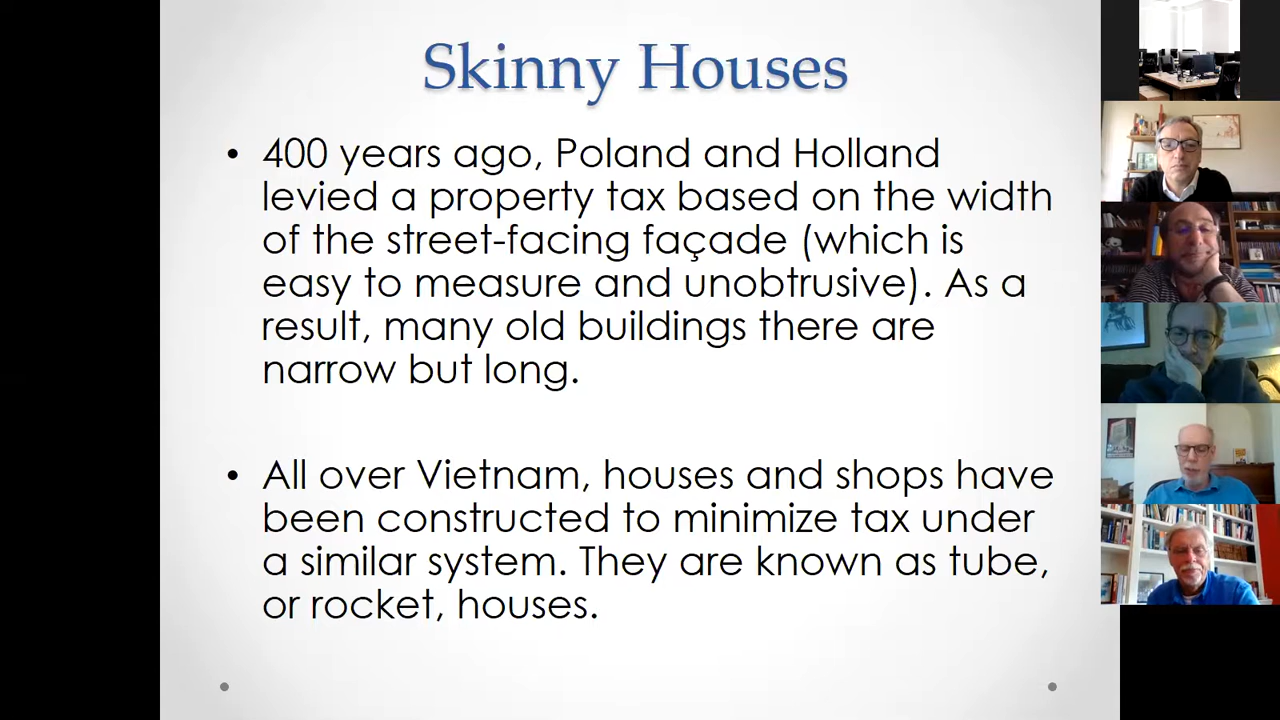 Skinny Houses
• 400 years ago, Poland and Holland
levied a property tax based on the width
of the street-facing façade (which is
easy to measure and unobtrusive). As a
result, many old buildings there are
narrow but long.
• All over Vietnam, houses and shops have
been constructed to minimize tax under
a similar system. They are known as tube,
or rocket, houses.